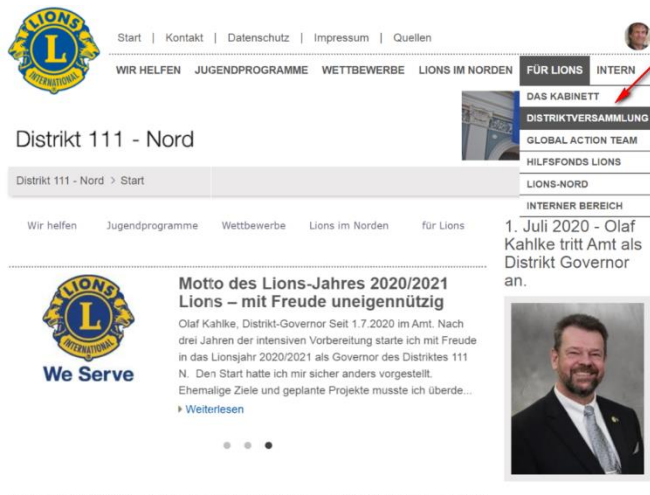 LIONS
L
INTERNATIONAL
Start | Kontakt | Datenschutz | Impressum | Quellen
WIR HELFEN JUGENDPROGRAMME WETTBEWERBE LIONS IM NORDEN FÜR LIONS INTERN
DAS KABINETT
DISTRIKTVERSAMMLUNG
GLOBAL ACTION TEAM
HILFSFONDS LIONS
LIONS-NORD
INTERNER BEREICH
Distrikt 111 - Nord
Distrikt 111 - Nord > Start
Wir helfen Jugendprogramme Wettbewerbe Lions im Norden für Lions
1. Juli 2020 - Olaf
Kahlke tritt Amt als
Distrikt Governor
an.
LIONS
L
INTERNATIONAL
We Serve
Motto des Lions-Jahres 2020/2021
Lions – mit Freude uneigennützig
Olaf Kahlke, Distrikt-Governor Seit 1.7.2020 im Amt. Nach
drei Jahren der intensiven Vorbereitung starte ich mit Freude
in das Lionsjahr 2020/2021 als Governor des Distriktes 111
N. Den Start hatte ich mir sicher anders vorgestellt.
Ehemalige Ziele und geplante Projekte musste ich überde...
Weiterlesen